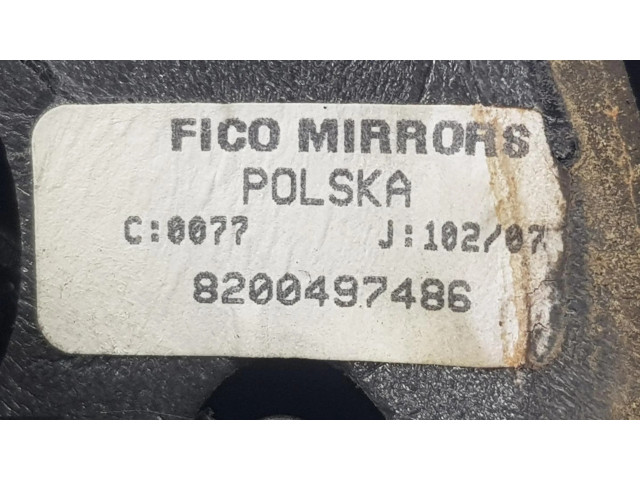 FICO MIRRORS
POLSKA
C:0077 J:102/07
8200497486